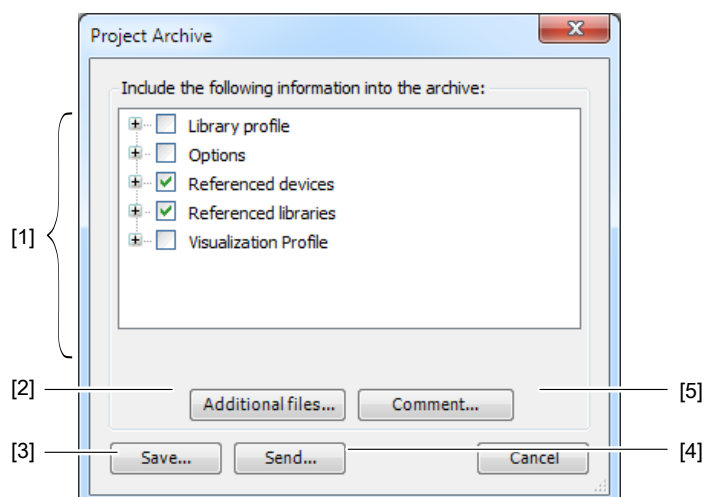 Project Archive
Include the following information into the archive:
Library profile
Options
Referenced devices
Referenced libraries
Visualization Profile
[1]
[2]
Additional files...
Comment...
[5]
[3]
Save...
Send...
Cancel
[4]